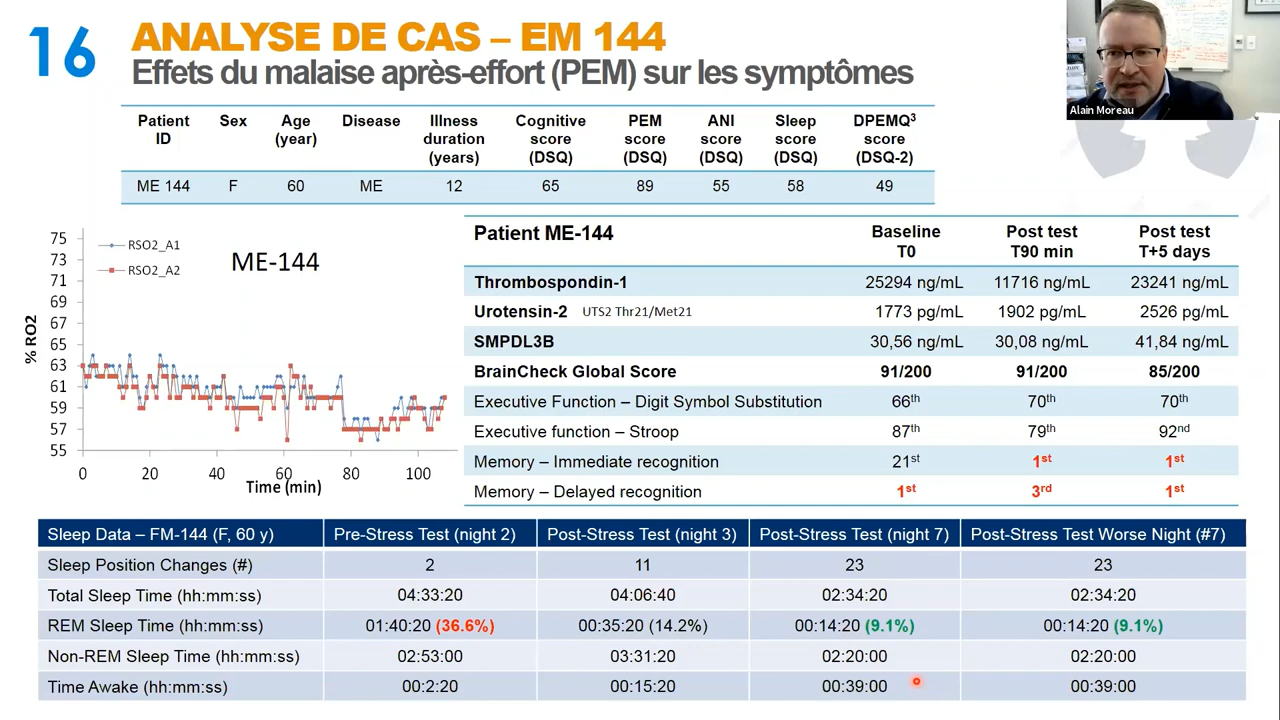 16
ANALYSE DE CAS – EM 144
Effets du malaise après-effort (PEM) sur les symptômes
Alain Moreau
Patient ID Sex Age (year) Disease Illness duration (years) Cognitive score (DSQ) PEM score (DSQ) ANI score (DSQ) Sleep score (DSQ) DPEMQ³ score (DSQ-2)
ME 144 F 60 ME 12 65 89 55 58 49
% RO2
75
73
71
69
67
65
63
61
59
57
55
RSO2_A1
RSO2_A2
ME-144
0 20 40 60 80 100
Time (min)
Patient ME-144 Baseline T0 Post test T90 min Post test T+5 days
Thrombospondin-1 25294 ng/mL 11716 ng/mL 23241 ng/mL
Urotensin-2 UTS2 Thr21/Met21 1773 pg/mL 1902 pg/mL 2526 pg/mL
SMPDL3B 30,56 ng/mL 30,08 ng/mL 41,84 ng/mL
BrainCheck Global Score 91/200 91/200 85/200
Executive Function – Digit Symbol Substitution 66th 70th 70th
Executive function – Stroop 87th 79th 92nd
Memory – Immediate recognition 21st 1st 1st
Memory – Delayed recognition 1st 3rd 1st
Sleep Data – FM-144 (F, 60 y) Pre-Stress Test (night 2) Post-Stress Test (night 3) Post-Stress Test (night 7) Post-Stress Test Worse Night (#7)
Sleep Position Changes (#) 2 11 23 23
Total Sleep Time (hh:mm:ss) 04:33:20 04:06:40 02:34:20 02:34:20
REM Sleep Time (hh:mm:ss) 01:40:20 (36.6%) 00:35:20 (14.2%) 00:14:20 (9.1%) 00:14:20 (9.1%)
Non-REM Sleep Time (hh:mm:ss) 02:53:00 03:31:20 02:20:00 02:20:00
Time Awake (hh:mm:ss) 00:2:20 00:15:20 00:39:00 00:39:00